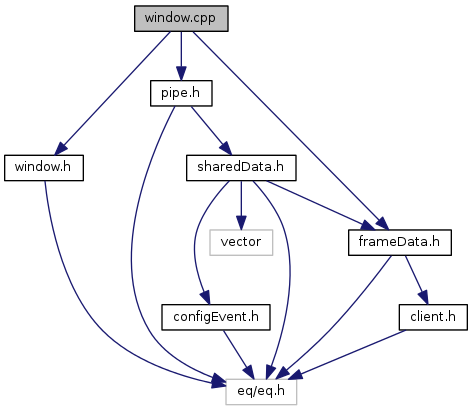 window.cpp
pipe.h
window.h
sharedData.h
vector
frameData.h
configEvent.h
client.h
eq/eq.h